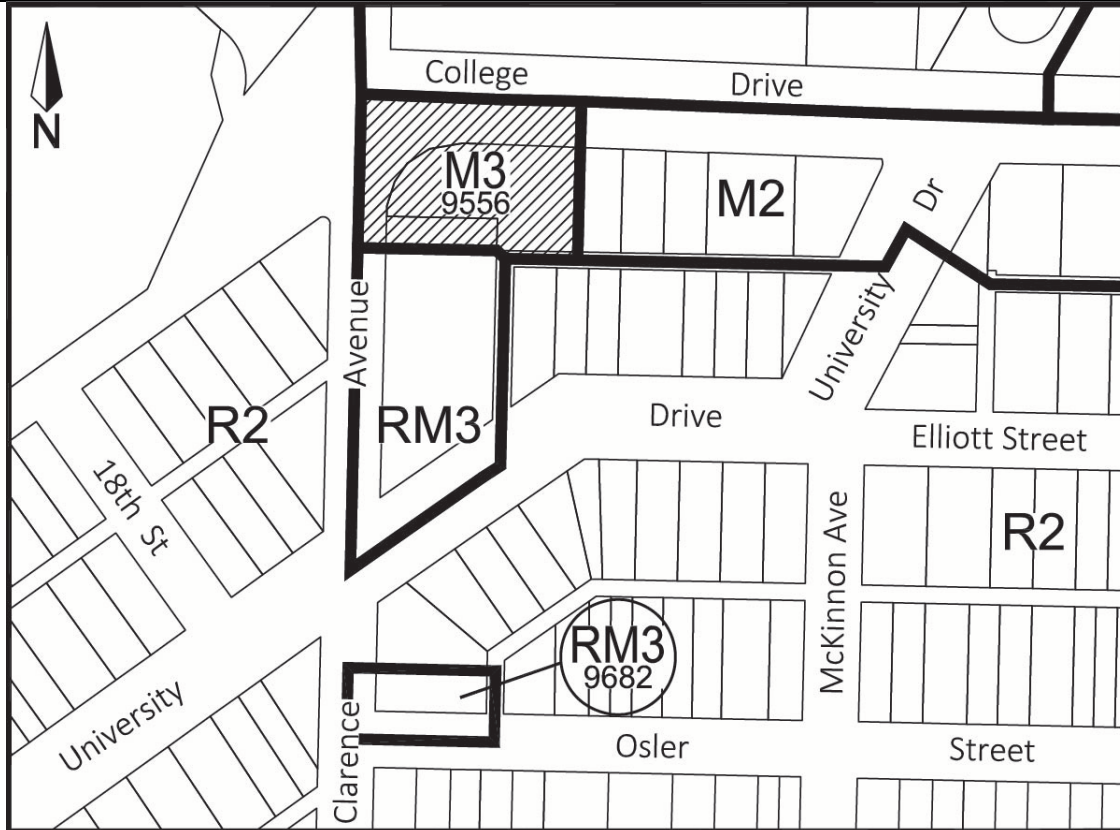 College Drive
N
M3
9556
M2
Dr
Avenue
University
R2
RM3
Drive
Elliott Street
18th St
McKinnon Ave
R2
RM3
9682
University
Clarence
Osler Street